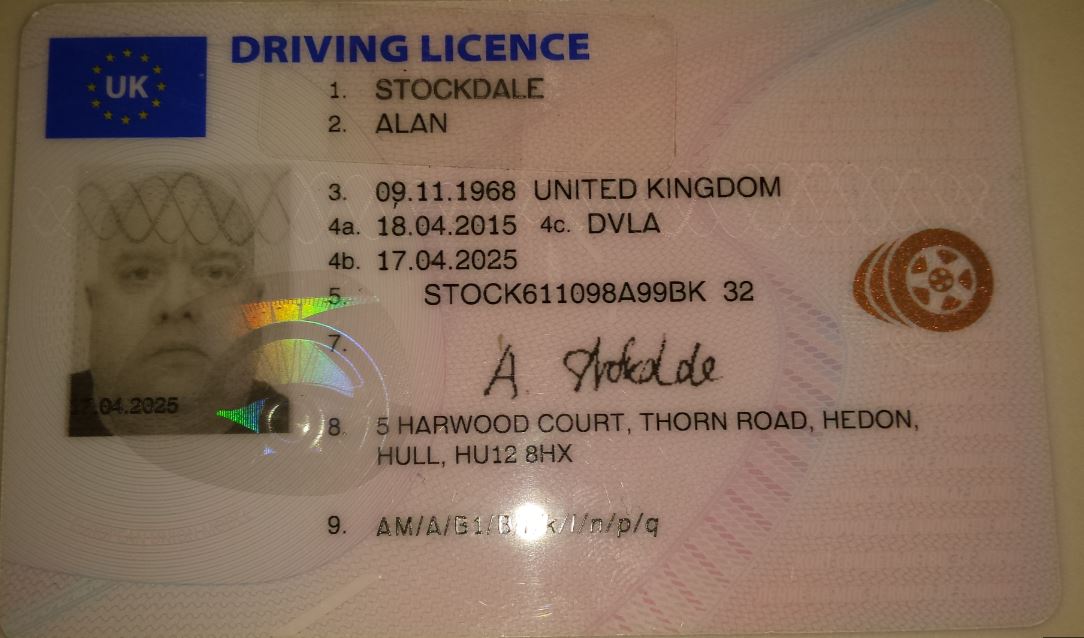 UK
DRIVING LICENCE
1. STOCKDALE
2. ALAN
3. 09.11.1968 UNITED KINGDOM
4a. 18.04.2015 4c. DVLA
4b. 17.04.2025
5. STOCK611098A99BK 32
7.
A. Stockdale
.04.2025
8. 5 HARWOOD COURT, THORN ROAD, HEDON,
HULL, HU12 8HX
9. AM/A/B1/B k/l/n/p/q